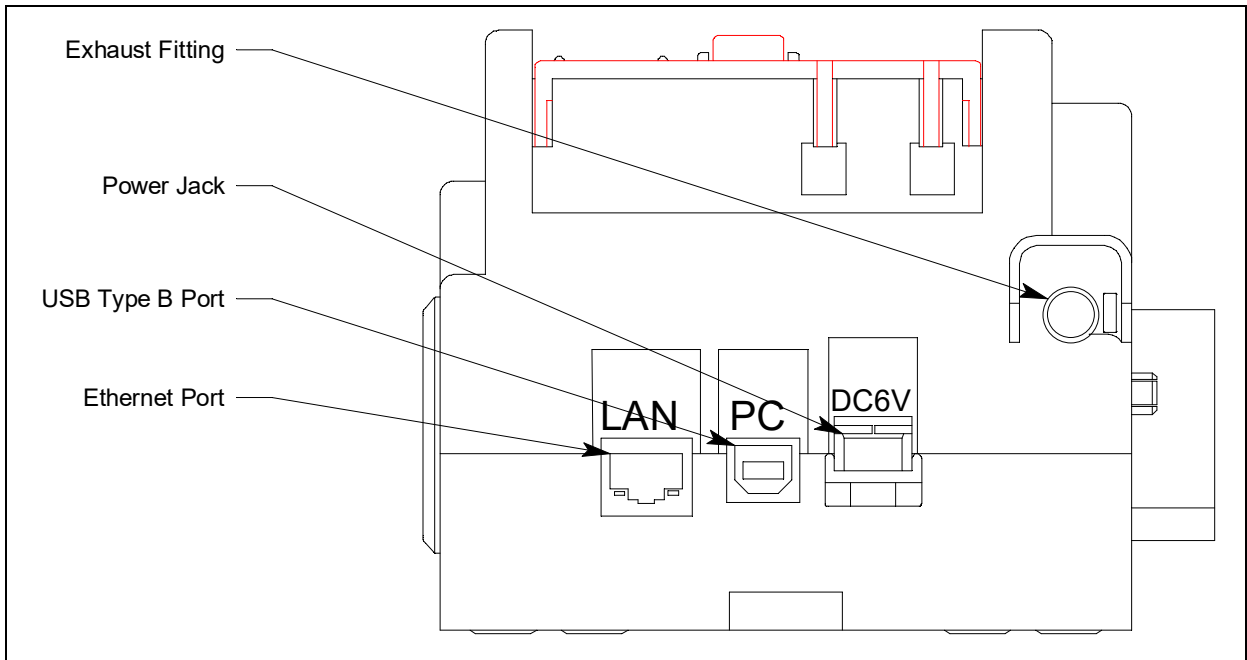 Exhaust Fitting
Power Jack
USB Type B Port
Ethernet Port
LAN
PC
DC6V